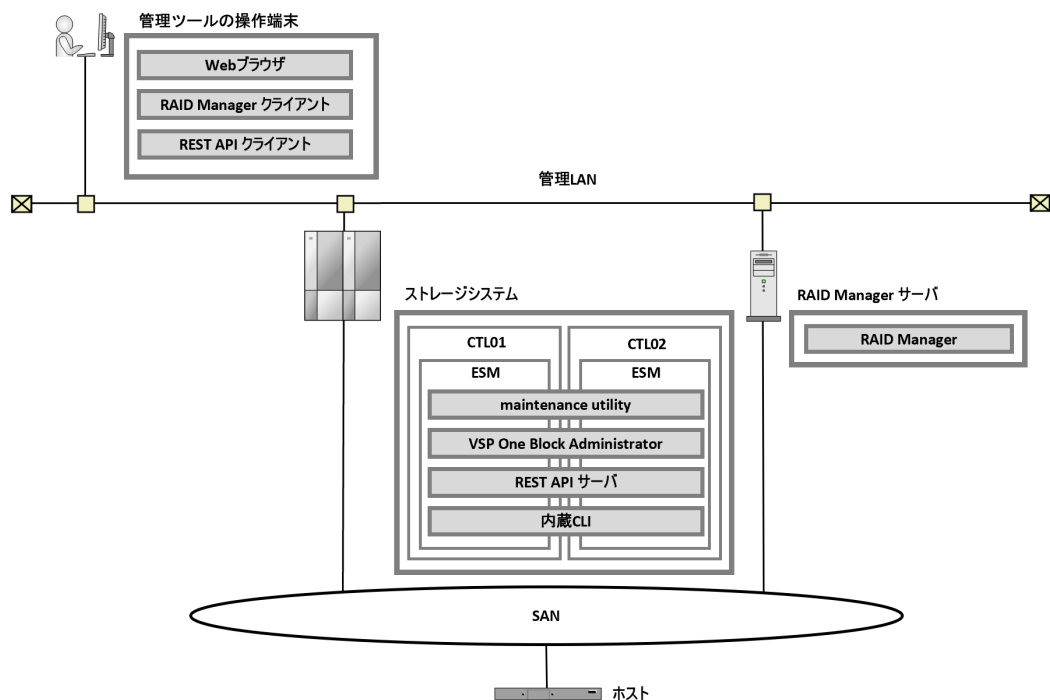 管理ツールの操作端末
Webブラウザ
RAID Manager クライアント
REST API クライアント
管理LAN
ストレージシステム
CTL01
CTL02
ESM
ESM
maintenance utility
VSP One Block Administrator
REST API サーバ
内蔵CLI
RAID Manager サーバ
RAID Manager
SAN
ホスト